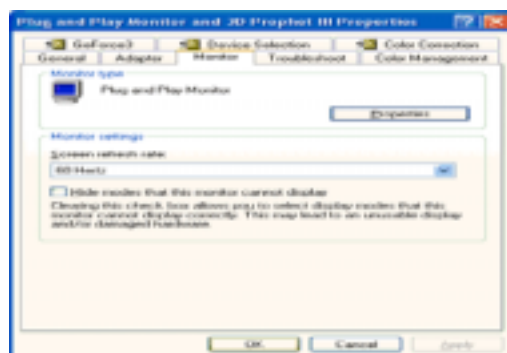 Plug and Play Monitor and 3D Prophet III Properties
GeForce3 Device Selection Color Correction
General Adapter Monitor Troubleshoot Color Management
Monitor type
Plug and Play Monitor
Properties
Monitor settings
Screen refresh rate:
60 Hertz
Hide modes that this monitor cannot display
Clearing this check box allows you to select display modes that this
monitor cannot display correctly. This may lead to an unusable display
and/or damaged hardware.
OK Cancel Apply